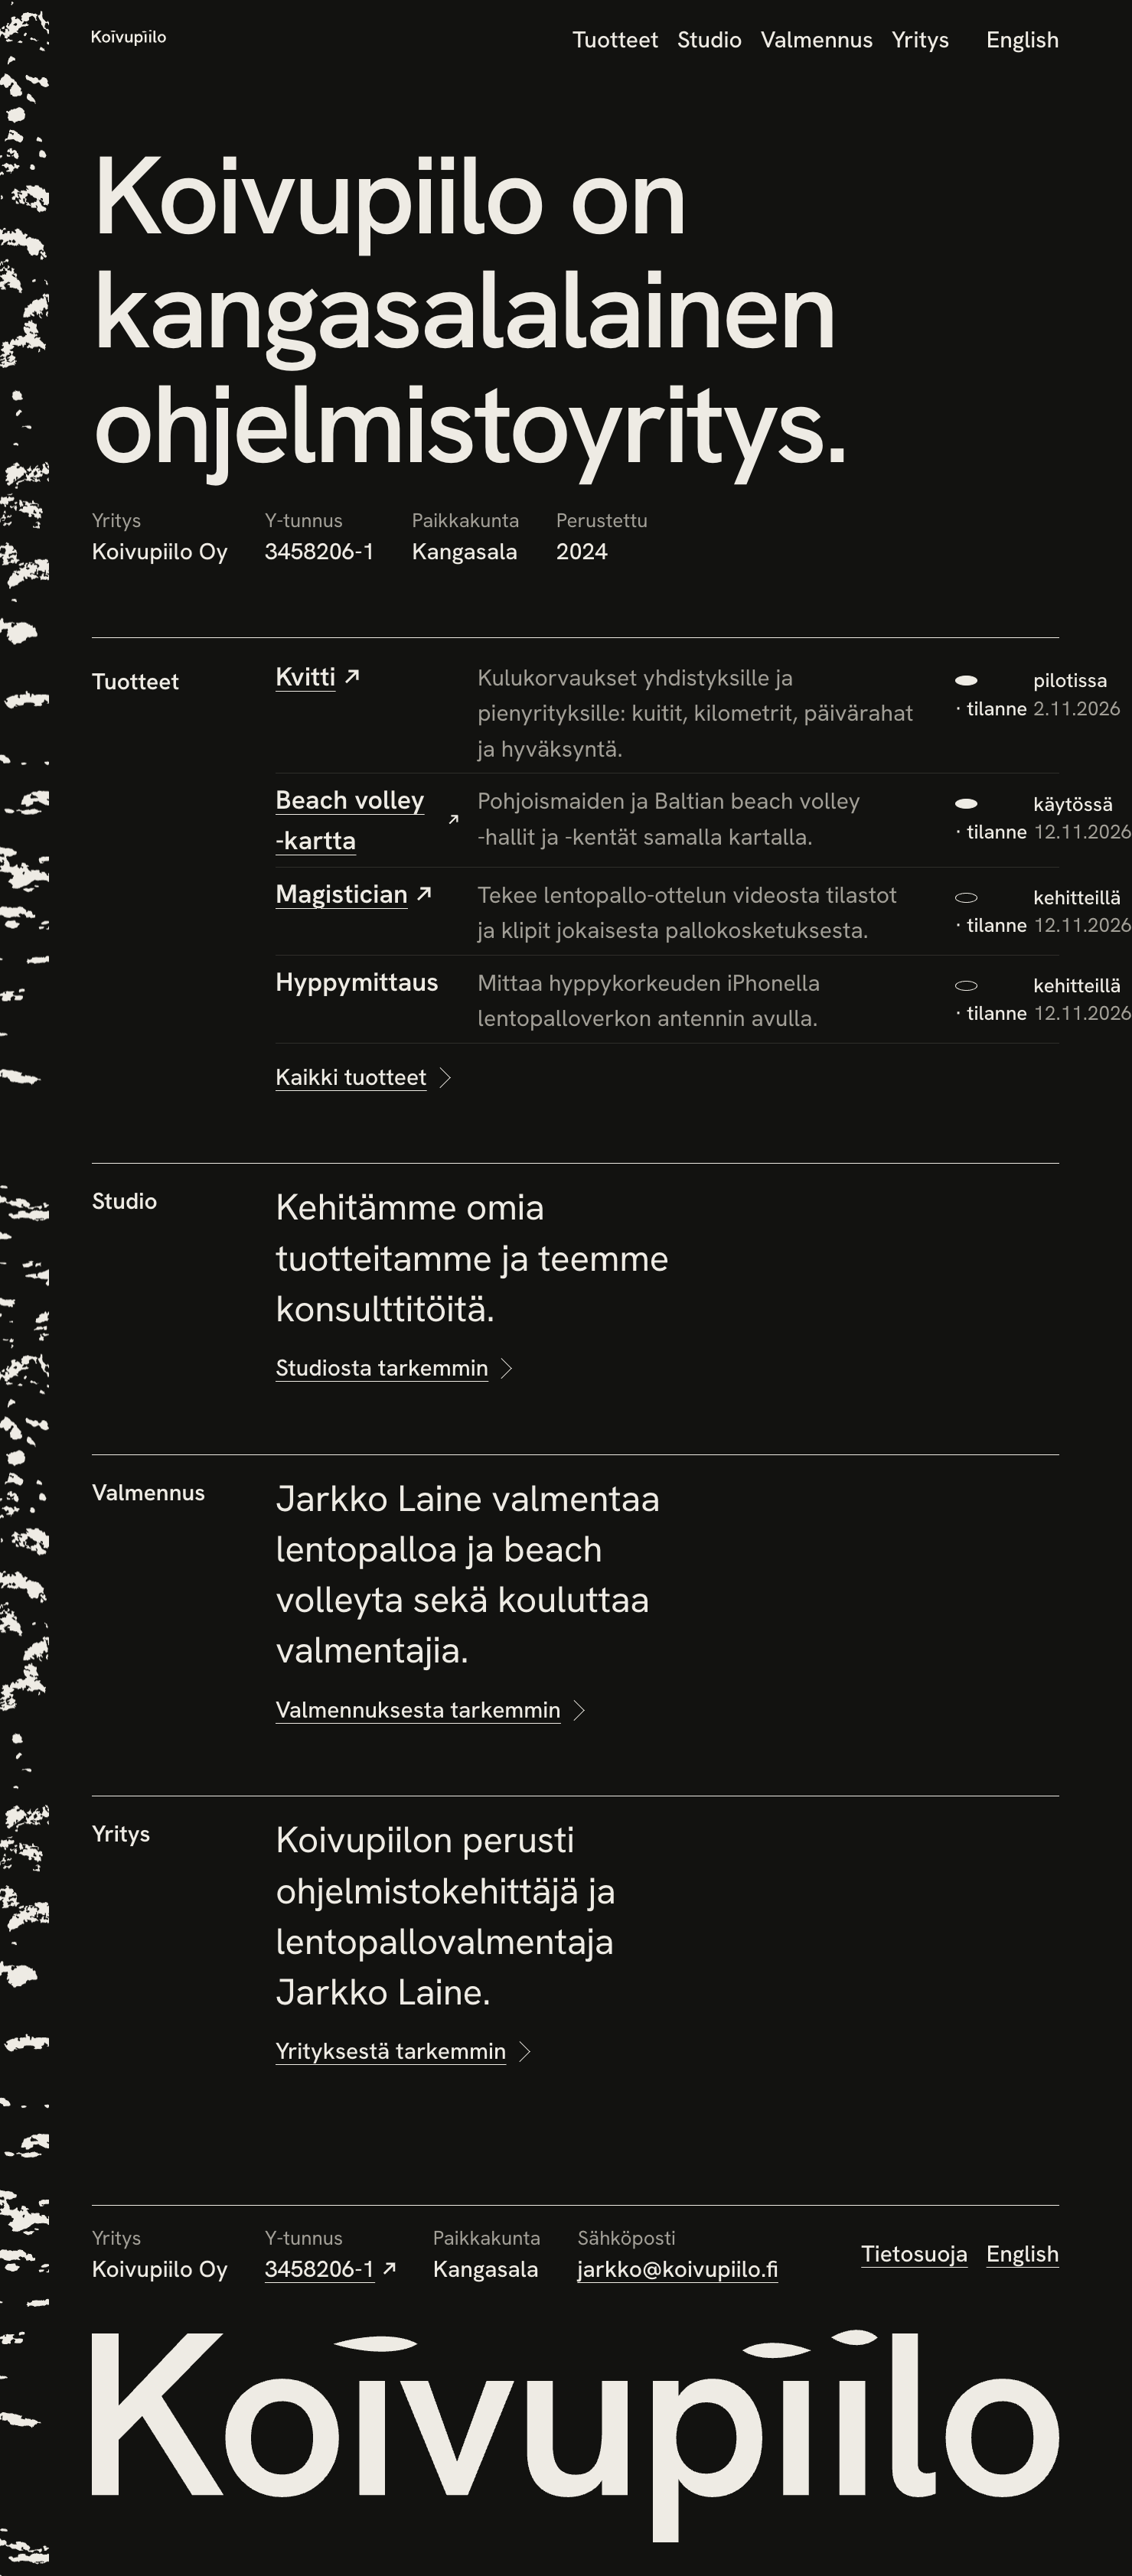 Koivupiilo
Tuotteet Studio Valmennus Yritys English
Koivupiilo on
kangasalalainen
ohjelmistoyritys.
Yritys Y-tunnus Paikkakunta Perustettu
Koivupiilo Oy 3458206-1 Kangasala 2024
Tuotteet
Kvitti ↗
Kulukorvaukset yhdistyksille ja
pienyrityksille: kuitit, kilometrit, päivärahat
ja hyväksyntä.
pilotissa
· tilanne 2.11.2026
Beach volley
-kartta ↗
Pohjoismaiden ja Baltian beach volley
-hallit ja -kentät samalla kartalla.
käytössä
· tilanne 12.11.2026
Magistician ↗
Tekee lentopallo-ottelun videosta tilastot
ja klipit jokaisesta pallokosketuksesta.
kehitteillä
· tilanne 12.11.2026
Hyppymittaus
Mittaa hyppykorkeuden iPhonella
lentopalloverkon antennin avulla.
kehitteillä
· tilanne 12.11.2026
Kaikki tuotteet
Studio
Kehitämme omia
tuotteitamme ja teemme
konsulttitöitä.
Studiosta tarkemmin
Valmennus
Jarkko Laine valmentaa
lentopalloa ja beach
volleyta sekä kouluttaa
valmentajia.
Valmennuksesta tarkemmin
Yritys
Koivupiilon perusti
ohjelmistokehittäjä ja
lentopallovalmentaja
Jarkko Laine.
Yrityksestä tarkemmin
Yritys Y-tunnus Paikkakunta Sähköposti
Koivupiilo Oy 3458206-1 ↗ Kangasala jarkko@koivupiilo.fi
Tietosuoja English
Koivupiilo